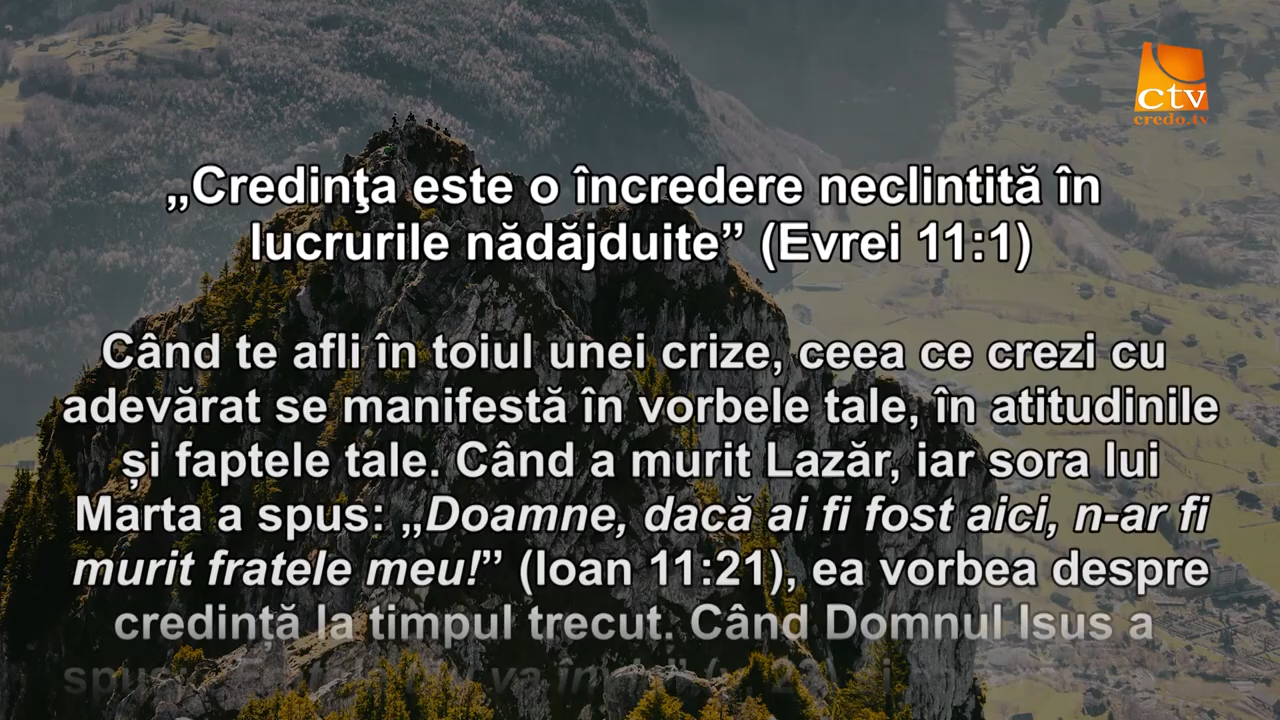 ctv
credo.tv
„Credinţa este o încredere neclintită în
lucrurile nădăjduite” (Evrei 11:1)
Când te afli în toiul unei crize, ceea ce crezi cu
adevărat se manifestă în vorbele tale, în atitudinile
și faptele tale. Când a murit Lazăr, iar sora lui
Marta a spus: „Doamne, dacă ai fi fost aici, n-ar fi
murit fratele meu!” (Ioan 11:21), ea vorbea despre
credință la timpul trecut. Când Domnul Isus a
va